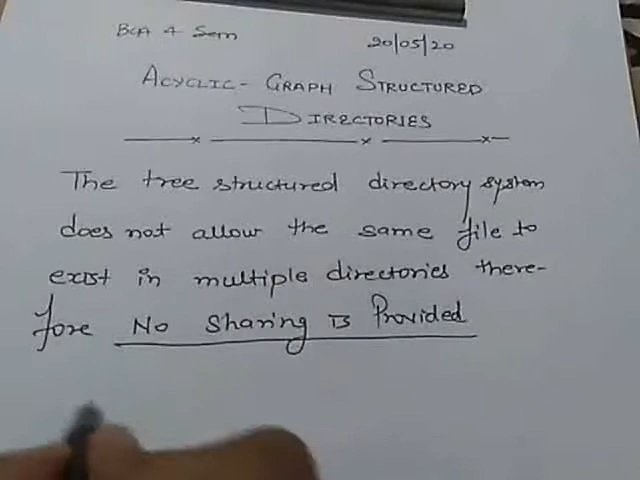 BCA 4 Sem
20/05/20
ACYCLIC-GRAPH STRUCTURED
DIRECTORIES
The tree structured directory system
does not allow the same file to
exist in multiple directories there-
fore No Sharing is Provided